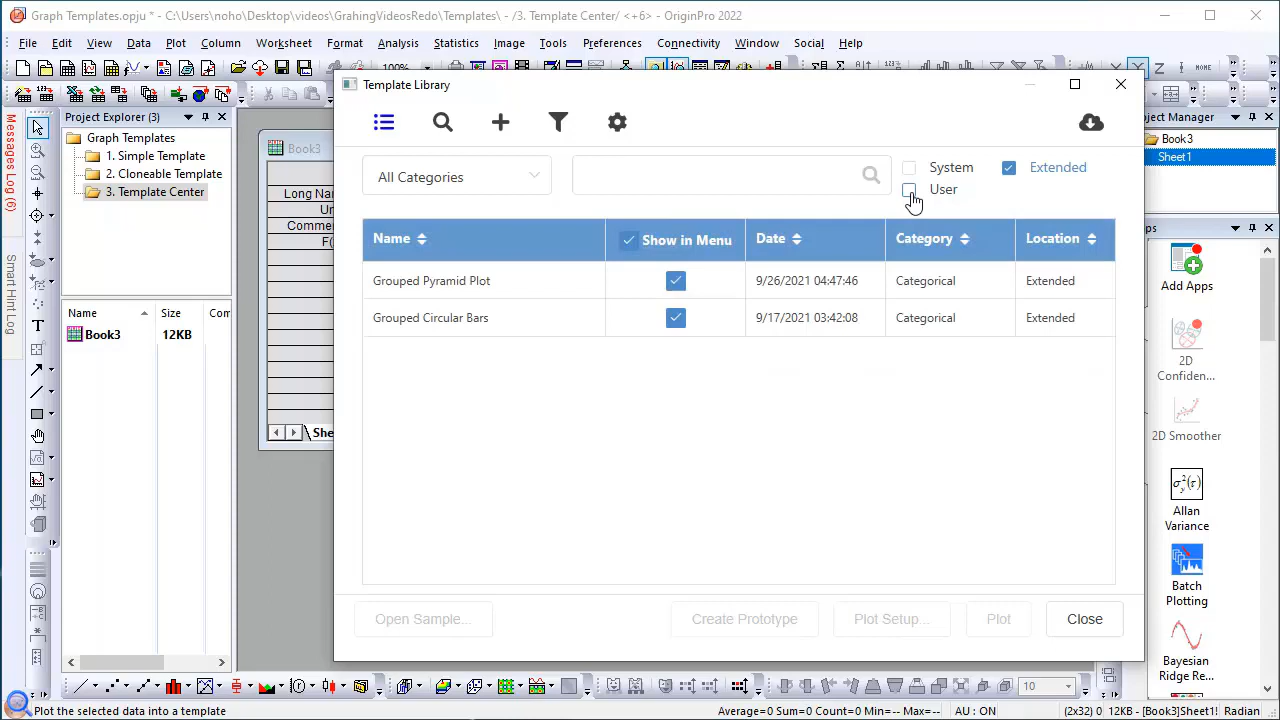 Graph Templates.opju * - C:\Users\noho\Desktop\videos\GrahingVideosRedo\Templates\ - /3. Template Center/ <+6> - OriginPro 2022
File Edit View Data Plot Column Worksheet Format Analysis Statistics Image Tools Preferences Connectivity Window Social Help
100%
Template Library
Messages Log (6)
Smart Hint Log
Project Explorer (3)
Graph Templates
1. Simple Template
2. Cloneable Template
3. Template Center
Name Size Com
Book3 12KB
Book3
Long Nam
Un
Comme
F(
She
All Categories
System Extended
User
Name Show in Menu Date Category Location
Grouped Pyramid Plot 9/26/2021 04:47:46 Categorical Extended
Grouped Circular Bars 9/17/2021 03:42:08 Categorical Extended
Open Sample... Create Prototype Plot Setup... Plot Close
ject Manager
Book3
Sheet1
ps
Add Apps
2D
Confiden...
2D Smoother
Allan
Variance
Batch
Plotting
Bayesian
Ridge Re...
10
Plot the selected data into a template
Average=0 Sum=0 Count=0 Min=-- Max=-- AU : ON (2x32) 0 12KB - [Book3]Sheet1! Radian